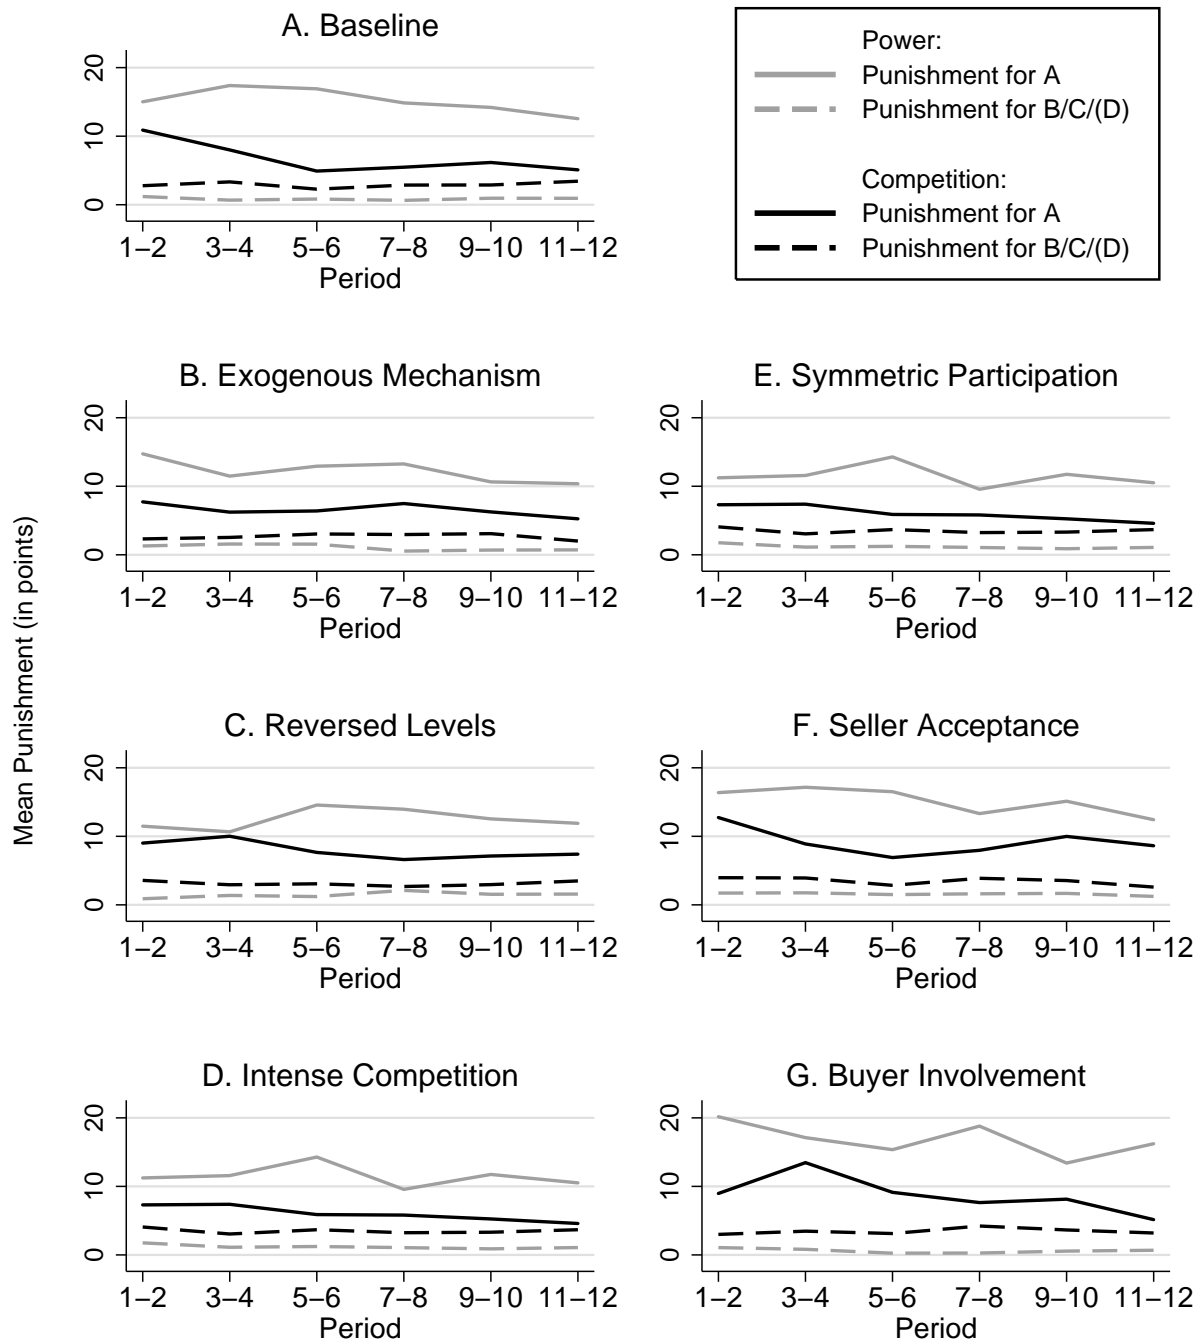 A. Baseline
20
10
0
1–2 3–4 5–6 7–8 9–10 11–12
Period
Power:
Punishment for A
Punishment for B/C/(D)
Competition:
Punishment for A
Punishment for B/C/(D)
Mean Punishment (in points)
B. Exogenous Mechanism
20
10
0
1–2 3–4 5–6 7–8 9–10 11–12
Period
E. Symmetric Participation
20
10
0
1–2 3–4 5–6 7–8 9–10 11–12
Period
C. Reversed Levels
20
10
0
1–2 3–4 5–6 7–8 9–10 11–12
Period
F. Seller Acceptance
20
10
0
1–2 3–4 5–6 7–8 9–10 11–12
Period
D. Intense Competition
20
10
0
1–2 3–4 5–6 7–8 9–10 11–12
Period
G. Buyer Involvement
20
10
0
1–2 3–4 5–6 7–8 9–10 11–12
Period